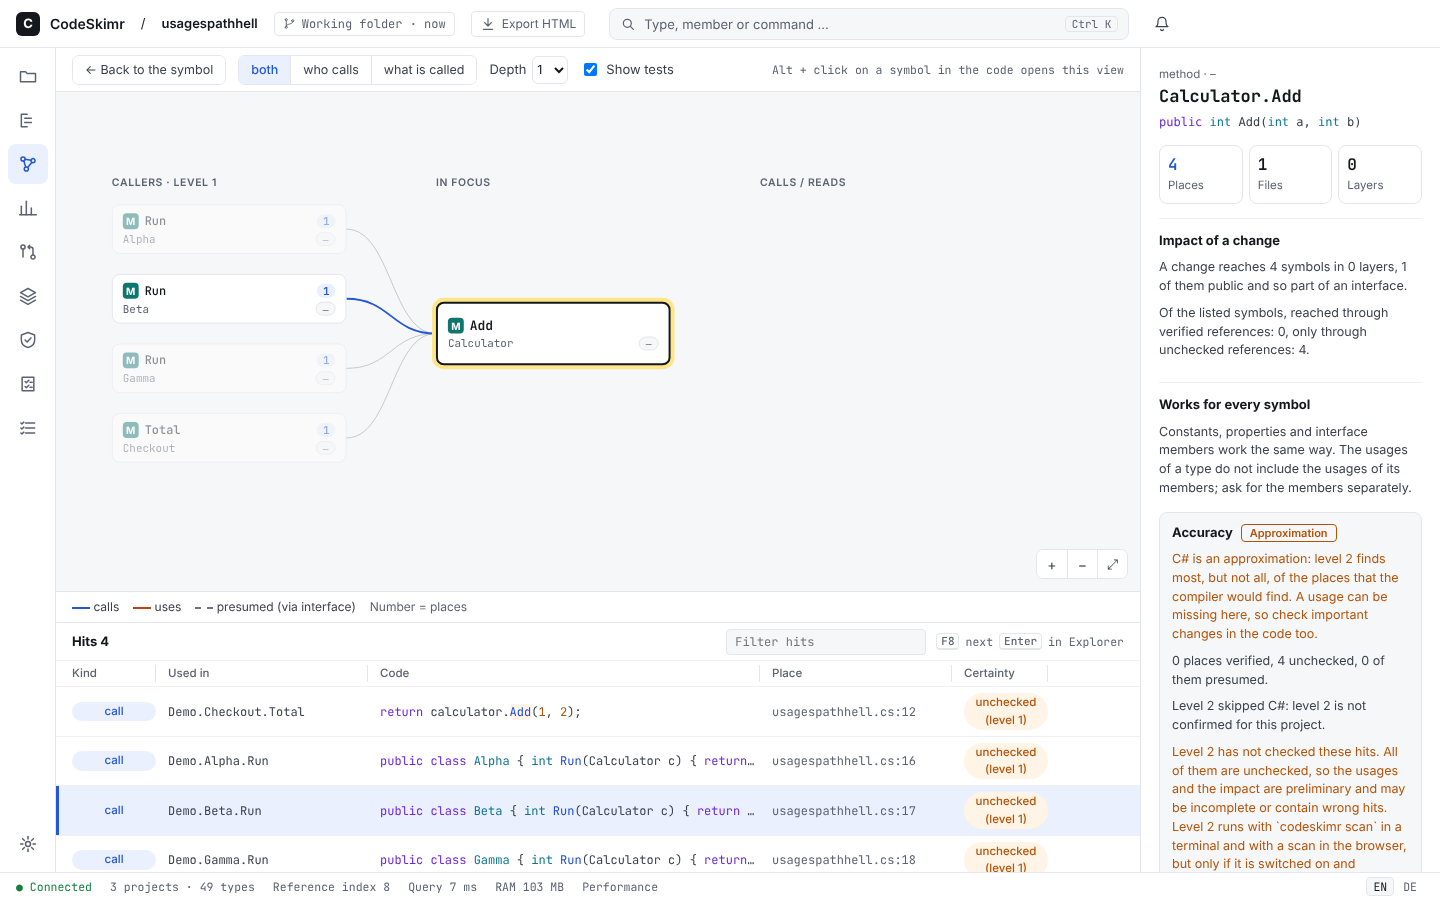 C CodeSkimr / usagespathhell Working folder · now Export HTML Type, member or command ... Ctrl K
← Back to the symbol both who calls what is called Depth 1 Show tests Alt + click on a symbol in the code opens this view
CALLERS · LEVEL 1 IN FOCUS CALLS / READS
M Run 1
Alpha –
M Run 1
Beta –
M Run 1
Gamma –
M Total 1
Checkout –
M Add
Calculator –
+ −
calls uses presumed (via interface) Number = places
Hits 4 Filter hits F8 next Enter in Explorer
Kind Used in Code Place Certainty
call Demo.Checkout.Total return calculator.Add(1, 2); usagespathhell.cs:12 unchecked
(level 1)
call Demo.Alpha.Run public class Alpha { int Run(Calculator c) { return… usagespathhell.cs:16 unchecked
(level 1)
call Demo.Beta.Run public class Beta { int Run(Calculator c) { return … usagespathhell.cs:17 unchecked
(level 1)
call Demo.Gamma.Run public class Gamma { int Run(Calculator c) { return… usagespathhell.cs:18 unchecked
(level 1)
method · –
Calculator.Add
public int Add(int a, int b)
4 1 0
Places Files Layers
Impact of a change
A change reaches 4 symbols in 0 layers, 1
of them public and so part of an interface.
Of the listed symbols, reached through
verified references: 0, only through
unchecked references: 4.
Works for every symbol
Constants, properties and interface
members work the same way. The usages
of a type do not include the usages of its
members; ask for the members separately.
Accuracy Approximation
C# is an approximation: level 2 finds
most, but not all, of the places that the
compiler would find. A usage can be
missing here, so check important
changes in the code too.
0 places verified, 4 unchecked, 0 of
them presumed.
Level 2 skipped C#: level 2 is not
confirmed for this project.
Level 2 has not checked these hits. All
of them are unchecked, so the usages
and the impact are preliminary and may
be incomplete or contain wrong hits.
Level 2 runs with `codeskimr scan` in a
terminal and with a scan in the browser,
but only if it is switched on and
Connected 3 projects · 49 types Reference index 8 Query 7 ms RAM 103 MB Performance EN DE